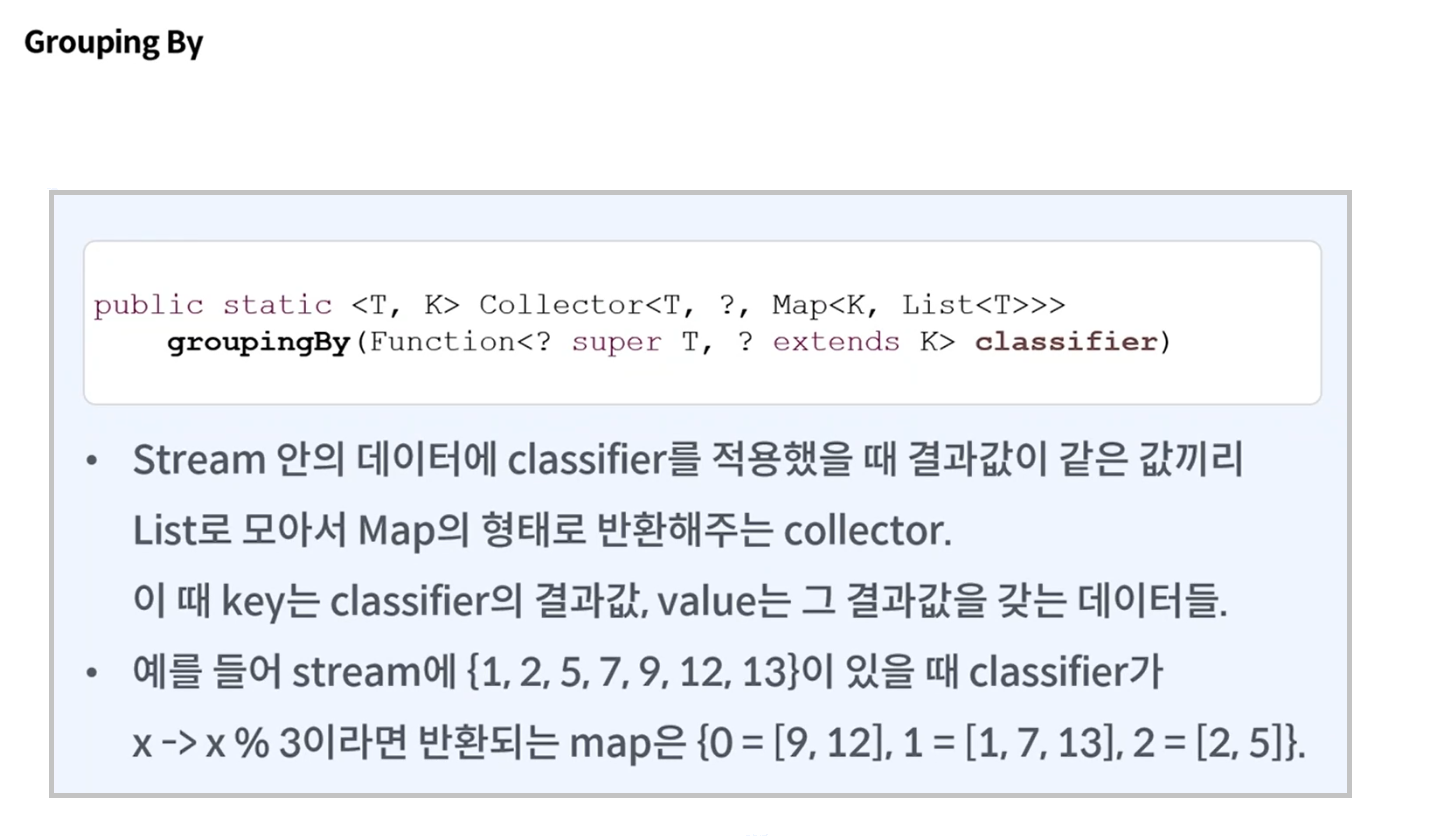 Grouping By
public static <T, K> Collector<T, ?, Map<K, List<T>>>
groupingBy(Function<? super T, ? extends K> classifier)
• Stream 안의 데이터에 classifier를 적용했을 때 결과값이 같은 값끼리
List로 모아서 Map의 형태로 반환해주는 collector.
이 때 key는 classifier의 결과값, value는 그 결과값을 갖는 데이터들.
• 예를 들어 stream에 {1, 2, 5, 7, 9, 12, 13}이 있을 때 classifier가
x -> x % 3이라면 반환되는 map은 {0 = [9, 12], 1 = [1, 7, 13], 2 = [2, 5]}.